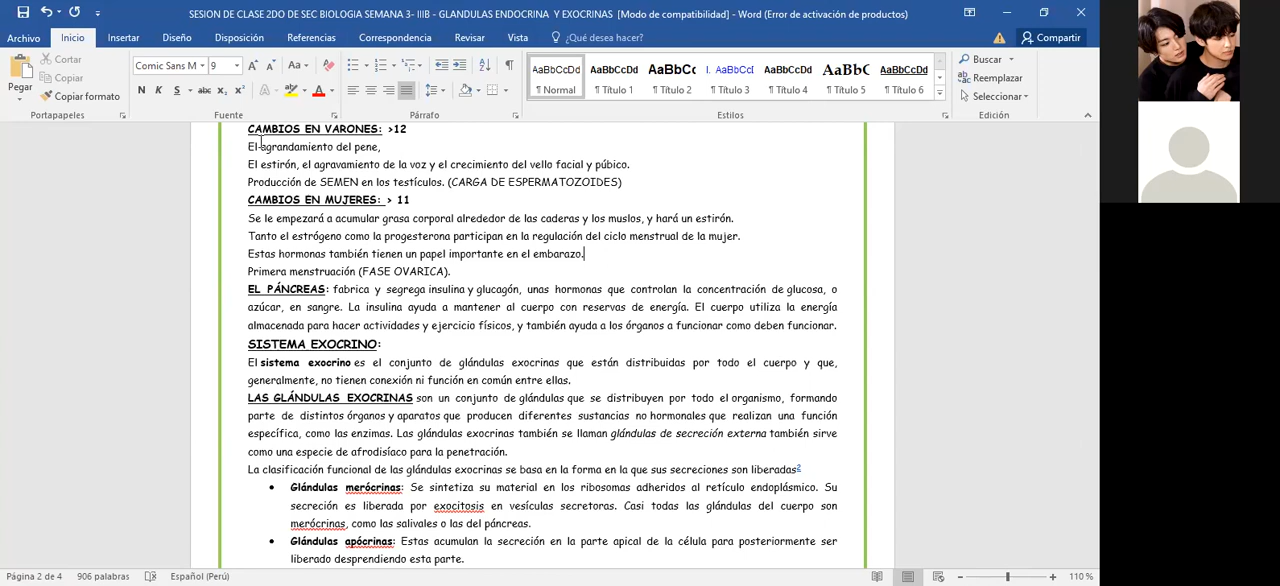 SESION DE CLASE 2DO DE SEC BIOLOGIA SEMANA 3- IIIB - GLANDULAS ENDOCRINA Y EXOCRINAS [Modo de compatibilidad] - Word (Error de activación de productos)
Archivo Inicio Insertar Diseño Disposición Referencias Correspondencia Revisar Vista ¿Qué desea hacer? Compartir
Pegar
Cortar
Copiar
Copiar formato
Portapapeles
Comic Sans M 9
N K S abc x₂ x²
Fuente
Párrafo
AaBbCcDd AaBbCcDd AaBbCc I. AaBbCcI AaBbCcDd AaBbC AaBbCcDd
¶ Normal ¶ Título 1 ¶ Título 2 ¶ Título 3 ¶ Título 4 ¶ Título 5 ¶ Título 6
Estilos
Buscar
Reemplazar
Seleccionar
Edición
CAMBIOS EN VARONES: >12
El agrandamiento del pene,
El estirón, el agravamiento de la voz y el crecimiento del vello facial y púbico.
Producción de SEMEN en los testículos. (CARGA DE ESPERMATOZOIDES)
CAMBIOS EN MUJERES: > 11
Se le empezará a acumular grasa corporal alrededor de las caderas y los muslos, y hará un estirón.
Tanto el estrógeno como la progesterona participan en la regulación del ciclo menstrual de la mujer.
Estas hormonas también tienen un papel importante en el embarazo.
Primera menstruación (FASE OVARICA).
EL PÁNCREAS: fabrica y segrega insulina y glucagón, unas hormonas que controlan la concentración de glucosa, o
azúcar, en sangre. La insulina ayuda a mantener al cuerpo con reservas de energía. El cuerpo utiliza la energía
almacenada para hacer actividades y ejercicio físicos, y también ayuda a los órganos a funcionar como deben funcionar.
SISTEMA EXOCRINO:
El sistema exocrino es el conjunto de glándulas exocrinas que están distribuidas por todo el cuerpo y que,
generalmente, no tienen conexión ni función en común entre ellas.
LAS GLÁNDULAS EXOCRINAS son un conjunto de glándulas que se distribuyen por todo el organismo, formando
parte de distintos órganos y aparatos que producen diferentes sustancias no hormonales que realizan una función
específica, como las enzimas. Las glándulas exocrinas también se llaman glándulas de secreción externa también sirve
como una especie de afrodisíaco para la penetración.
La clasificación funcional de las glándulas exocrinas se basa en la forma en la que sus secreciones son liberadas²
• Glándulas merócrinas: Se sintetiza su material en los ribosomas adheridos al retículo endoplásmico. Su
secreción es liberada por exocitosis en vesículas secretoras. Casi todas las glándulas del cuerpo son
merócrinas, como las salivales o las del páncreas.
• Glándulas apócrinas: Estas acumulan la secreción en la parte apical de la célula para posteriormente ser
liberado desprendiendo esta parte.
Página 2 de 4 906 palabras Español (Perú) 110 %